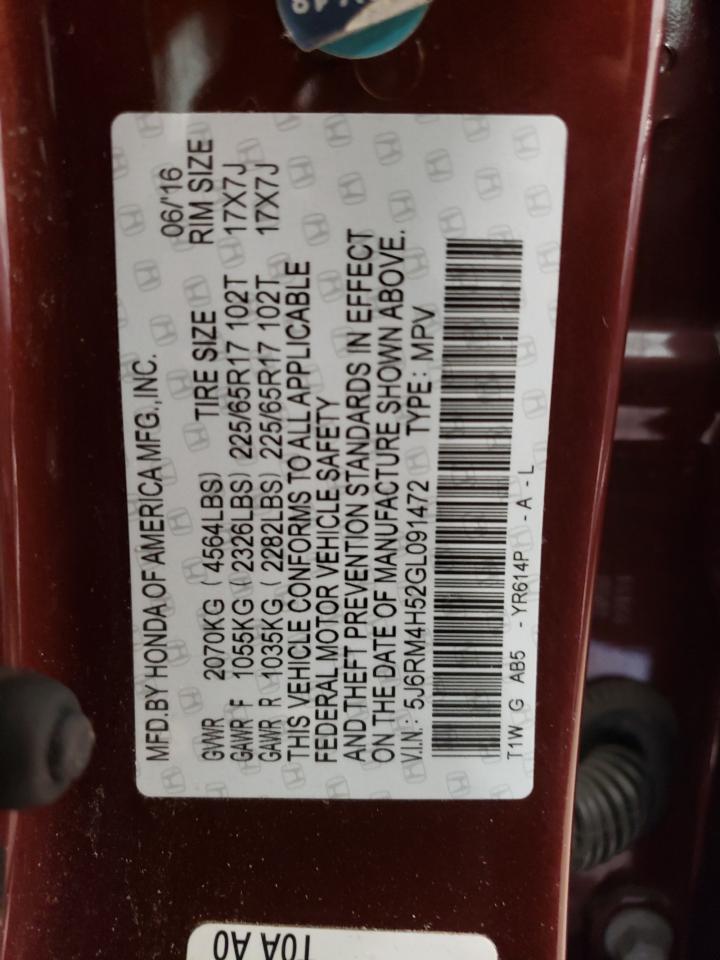 MFD.BY HONDA OF AMERICA MFG.,INC. 06/'16
GVWR 2070KG ( 4564LBS) TIRE SIZE RIM SIZE
GAWR F 1055KG ( 2326LBS) 225/65R17 102T 17X7J
GAWR R 1035KG ( 2282LBS) 225/65R17 102T 17X7J
THIS VEHICLE CONFORMS TO ALL APPLICABLE
FEDERAL MOTOR VEHICLE SAFETY
AND THEFT PREVENTION STANDARDS IN EFFECT
ON THE DATE OF MANUFACTURE SHOWN ABOVE.
V.I.N.: 5J6RM4H52GL091472 TYPE: MPV
T1W G AB5 - YR614P - A - L